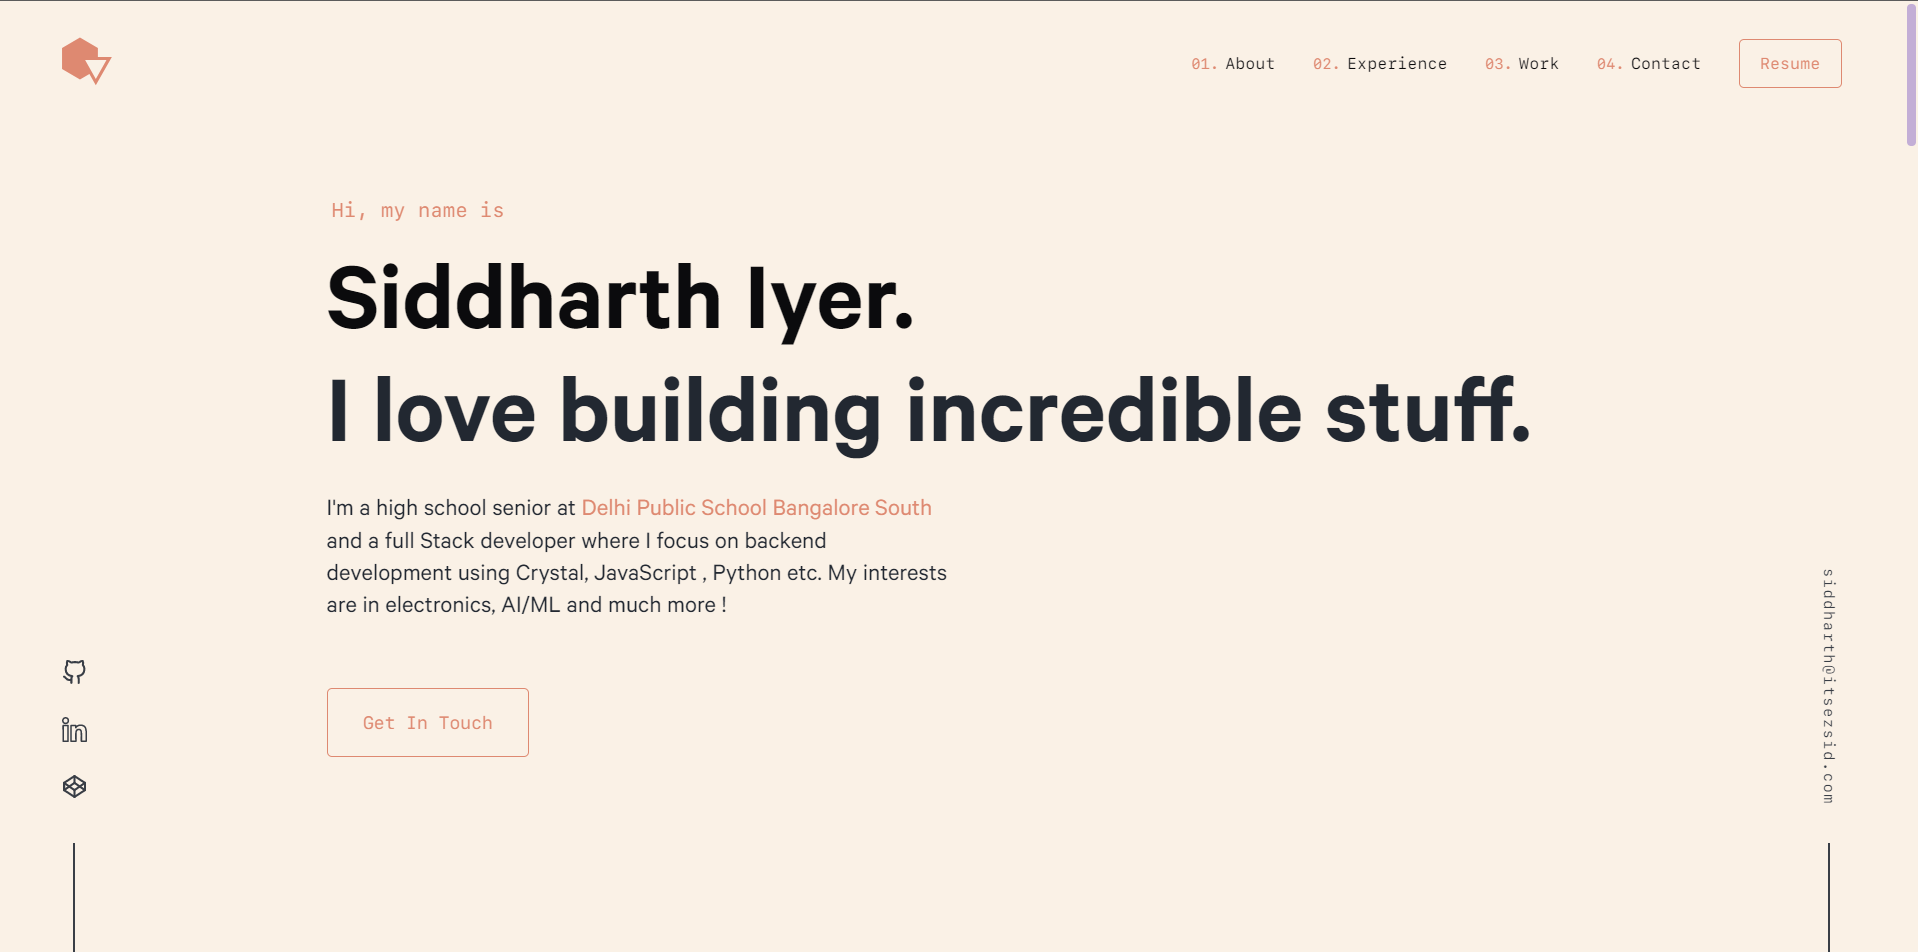 01. About 02. Experience 03. Work 04. Contact Resume
Hi, my name is
Siddharth Iyer.
I love building incredible stuff.
I'm a high school senior at Delhi Public School Bangalore South
and a full Stack developer where I focus on backend
development using Crystal, JavaScript , Python etc. My interests
are in electronics, AI/ML and much more !
Get In Touch
siddharth@itsezsid.com